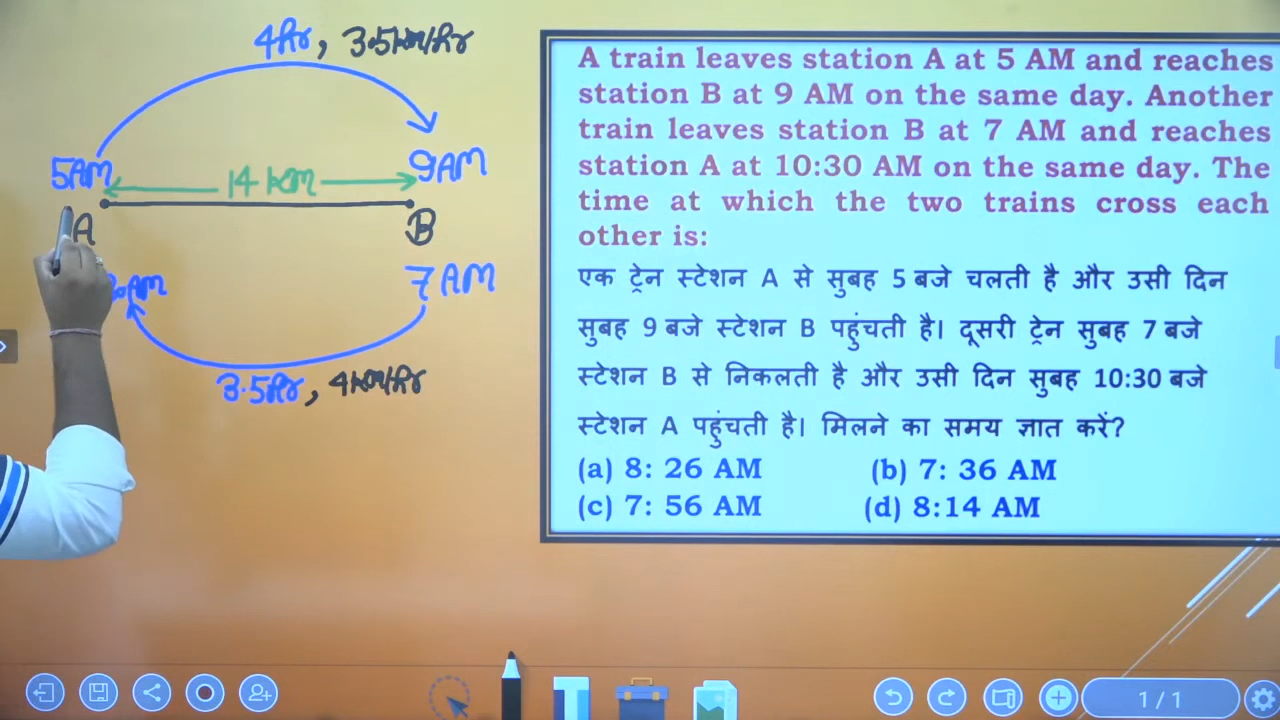 4hr, 3.5km/hr
5AM
9AM
14 km
A
B
7 AM
3.5hr, 4km/hr
A train leaves station A at 5 AM and reaches
station B at 9 AM on the same day. Another
train leaves station B at 7 AM and reaches
station A at 10:30 AM on the same day. The
time at which the two trains cross each
other is:
एक ट्रेन स्टेशन A से सुबह 5 बजे चलती है और उसी दिन
सुबह 9 बजे स्टेशन B पहुंचती है। दूसरी ट्रेन सुबह 7 बजे
स्टेशन B से निकलती है और उसी दिन सुबह 10:30 बजे
स्टेशन A पहुंचती है। मिलने का समय ज्ञात करें?
(a) 8: 26 AM (b) 7: 36 AM
(c) 7: 56 AM (d) 8:14 AM
1 / 1